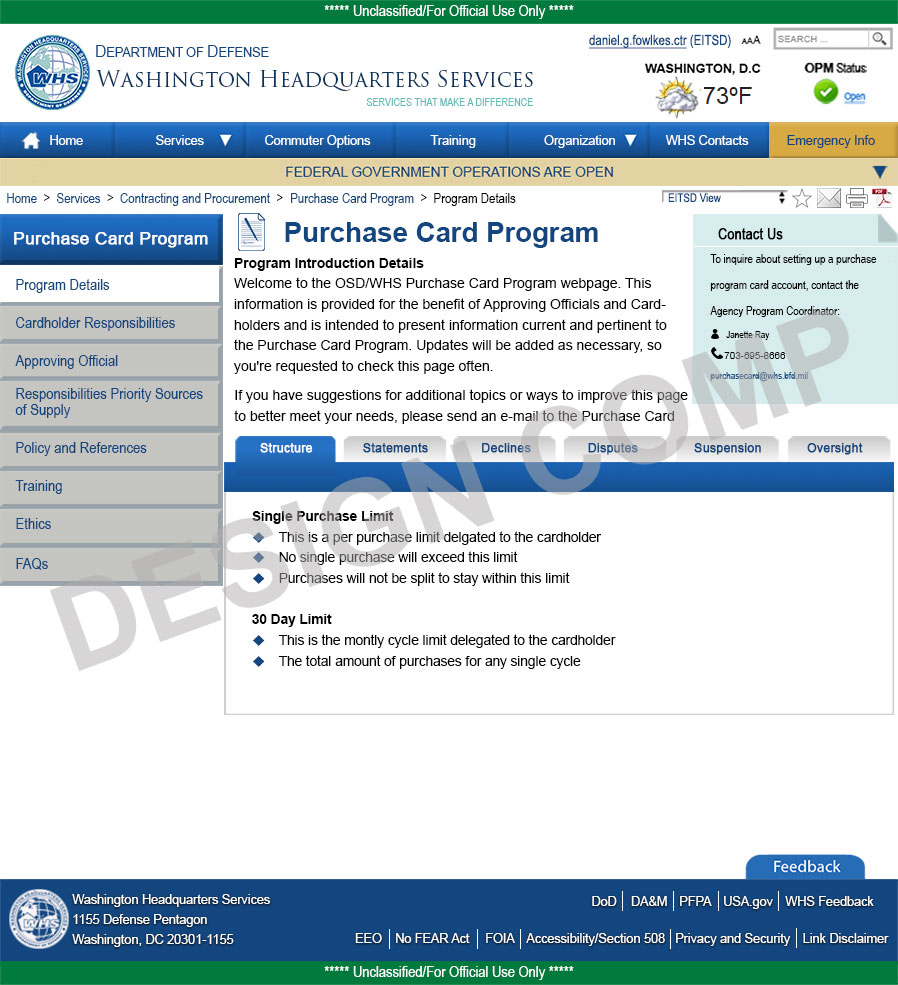 ***** Unclassified/For Official Use Only *****
daniel.g.fowlkes.ctr (EITSD) AAA SEARCH ...
DEPARTMENT OF DEFENSE
WASHINGTON HEADQUARTERS SERVICES
SERVICES THAT MAKE A DIFFERENCE
WHS
WASHINGTON, D.C
73ºF
OPM Status
Open
Home Services Commuter Options Training Organization WHS Contacts Emergency Info
FEDERAL GOVERNMENT OPERATIONS ARE OPEN
Home > Services > Contracting and Procurement > Purchase Card Program > Program Details
EITSD View
PDF
Purchase Card Program
Program Details
Cardholder Responsibilities
Approving Official
Responsibilities Priority Sources
of Supply
Policy and References
Training
Ethics
FAQs
Purchase Card Program
Program Introduction Details
Welcome to the OSD/WHS Purchase Card Program webpage. This
information is provided for the benefit of Approving Officials and Card-
holders and is intended to present information current and pertinent to
the Purchase Card Program. Updates will be added as necessary, so
you're requested to check this page often.
If you have suggestions for additional topics or ways to improve this page
to better meet your needs, please send an e-mail to the Purchase Card
Contact Us
To inquire about setting up a purchase
program card account, contact the
Agency Program Coordinator:
Janette Ray
703-695-8666
purchasecard@whs.bfd.mil
Structure Statements Declines Disputes Suspension Oversight
Single Purchase Limit
This is a per purchase limit delgated to the cardholder
No single purchase will exceed this limit
Purchases will not be split to stay within this limit
30 Day Limit
This is the montly cycle limit delegated to the cardholder
The total amount of purchases for any single cycle
DESIGN COMP
Feedback
WHS
Washington Headquarters Services
1155 Defense Pentagon
Washington, DC 20301-1155
DoD | DA&M | PFPA | USA.gov | WHS Feedback
EEO | No FEAR Act | FOIA | Accessibility/Section 508 | Privacy and Security | Link Disclaimer
***** Unclassified/For Official Use Only *****